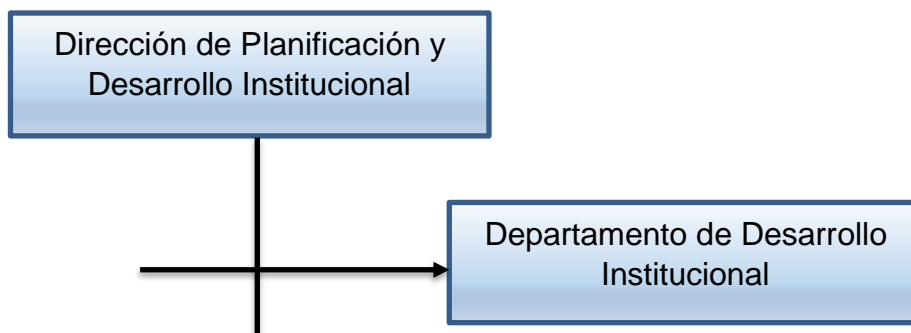 Dirección de Planificación y
Desarrollo Institucional
Departamento de Desarrollo
Institucional